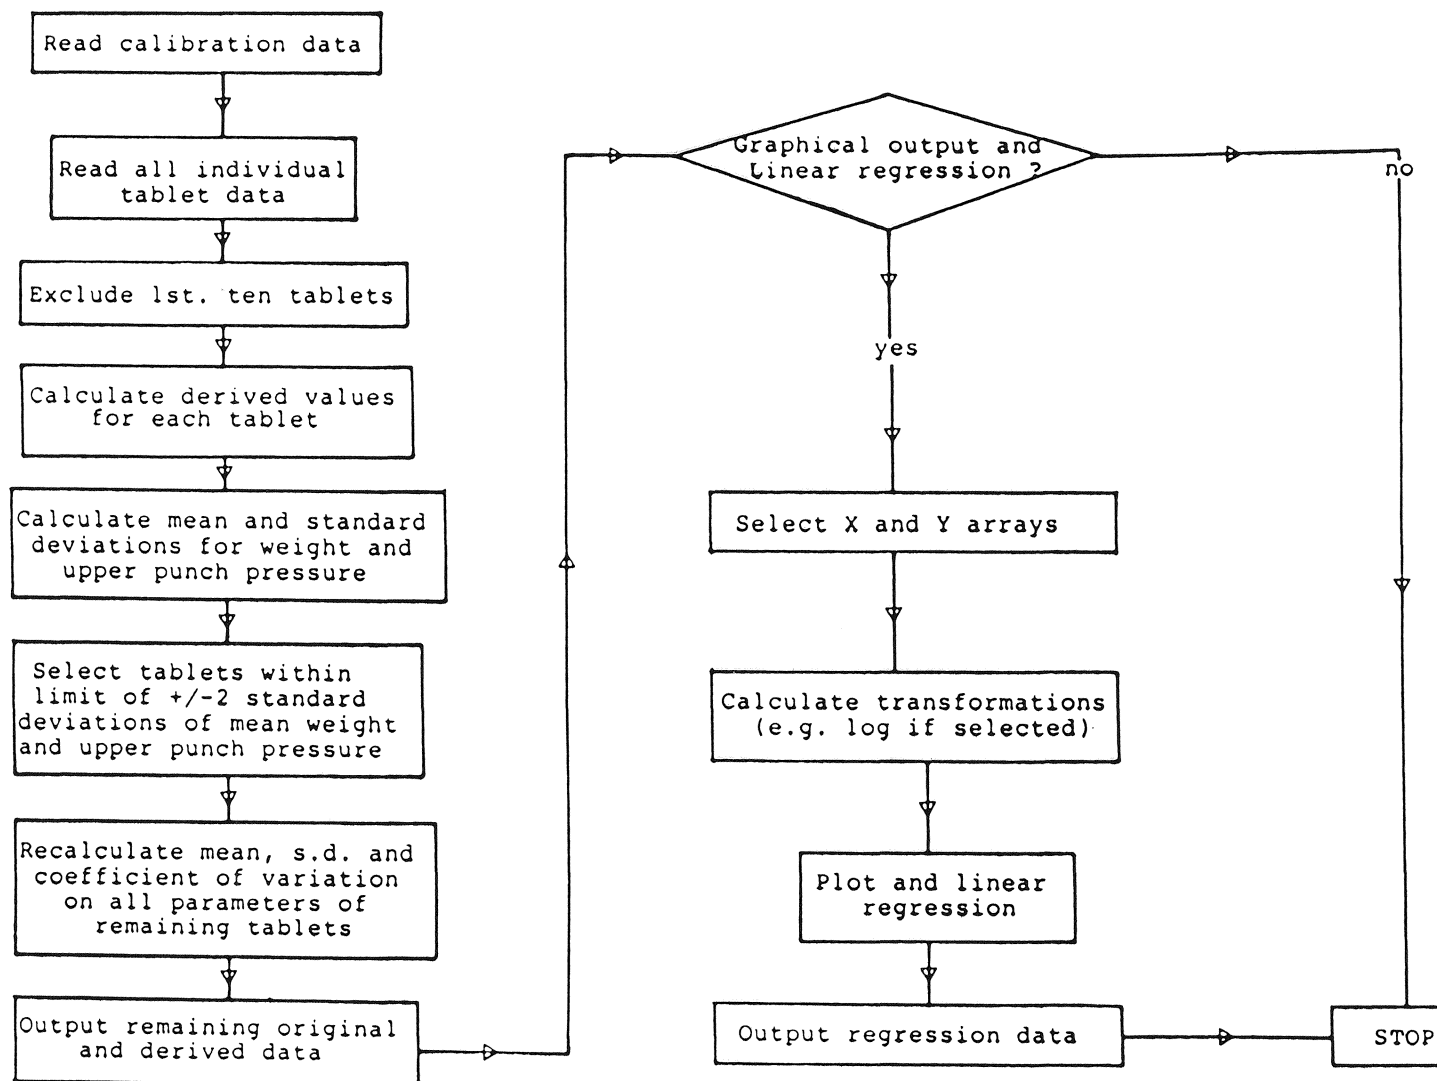 Read calibration data
Read all individual
tablet data
Exclude 1st. ten tablets
Calculate derived values
for each tablet
Calculate mean and standard
deviations for weight and
upper punch pressure
Select tablets within
limit of +/-2 standard
deviations of mean weight
and upper punch pressure
Recalculate mean, s.d. and
coefficient of variation
on all parameters of
remaining tablets
Output remaining original
and derived data
Graphical output and
Linear regression ?
no
yes
Select X and Y arrays
Calculate transformations
(e.g. log if selected)
Plot and linear
regression
Output regression data
STOP